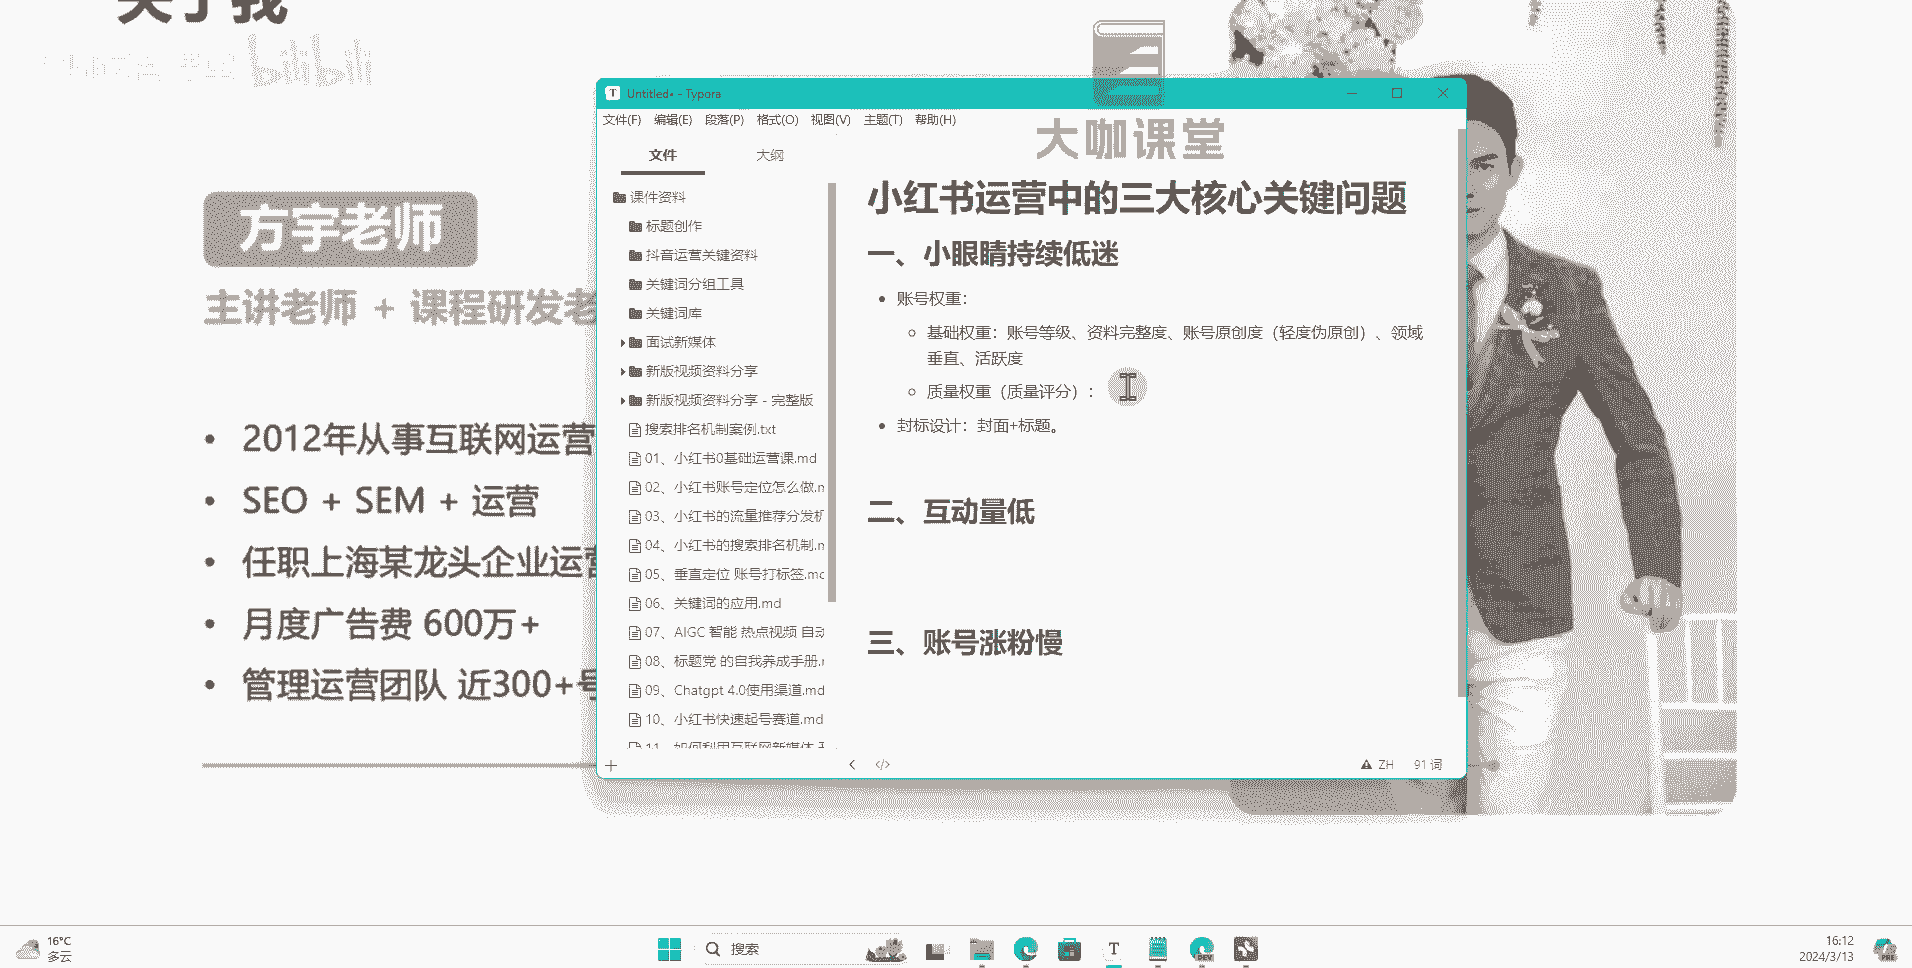 关于我
bilibili
方宇老师
主讲老师 + 课程研发老
2012年从事互联网运营
SEO + SEM + 运营
任职上海某龙头企业运营
月度广告费 600万+
管理运营团队 近300+号
Untitled• - Typora
文件(F) 编辑(E) 段落(P) 格式(O) 视图(V) 主题(T) 帮助(H)
大咖课堂
文件 大纲
课件资料
标题创作
抖音运营关键资料
关键词分组工具
关键词库
面试新媒体
新版视频资料分享
新版视频资料分享 - 完整版
搜索排名机制案例.txt
01、小红书0基础运营课.md
02、小红书账号定位怎么做.m
03、小红书的流量推荐分发机
04、小红书的搜索排名机制.m
05、垂直定位 账号打标签.mc
06、关键词的应用.md
07、AIGC 智能 热点视频 自动
08、标题党 的自我养成手册.r
09、Chatgpt 4.0使用渠道.md
10、小红书快速起号赛道.md
11、如何利用互联网新媒体
小红书运营中的三大核心关键问题
一、小眼睛持续低迷
账号权重：
基础权重：账号等级、资料完整度、账号原创度（轻度伪原创）、领域
垂直、活跃度
质量权重（质量评分）：
封标设计：封面+标题。
二、互动量低
三、账号涨粉慢
ZH 91 词
16°C
多云
搜索
16:12
2024/3/13